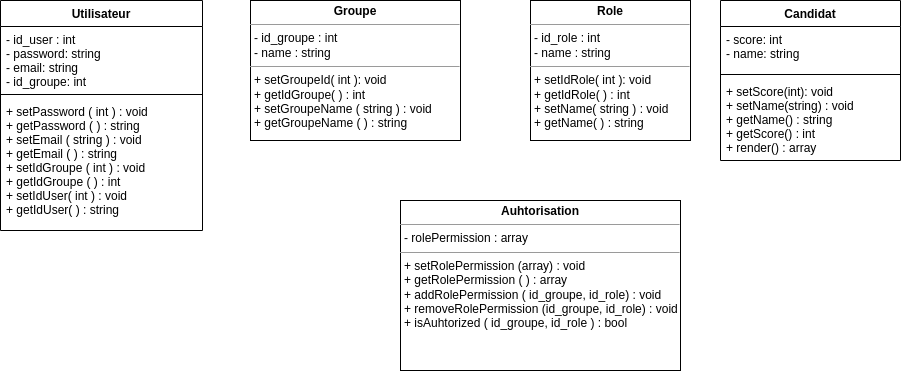 Utilisateur
- id_user : int
- password: string
- email: string
- id_groupe: int
+ setPassword ( int ) : void
+ getPassword ( ) : string
+ setEmail ( string ) : void
+ getEmail ( ) : string
+ setIdGroupe ( int ) : void
+ getIdGroupe ( ) : int
+ setIdUser( int ) : void
+ getIdUser( ) : string
Groupe
- id_groupe : int
- name : string
+ setGroupeId( int ): void
+ getIdGroupe( ) : int
+ setGroupeName ( string ) : void
+ getGroupeName ( ) : string
Role
- id_role : int
- name : string
+ setIdRole( int ): void
+ getIdRole( ) : int
+ setName( string ) : void
+ getName( ) : string
Candidat
- score: int
- name: string
+ setScore(int): void
+ setName(string) : void
+ getName() : string
+ getScore() : int
+ render() : array
Auhtorisation
- rolePermission : array
+ setRolePermission (array) : void
+ getRolePermission ( ) : array
+ addRolePermission ( id_groupe, id_role) : void
+ removeRolePermission (id_groupe, id_role) : void
+ isAuhtorized ( id_groupe, id_role ) : bool